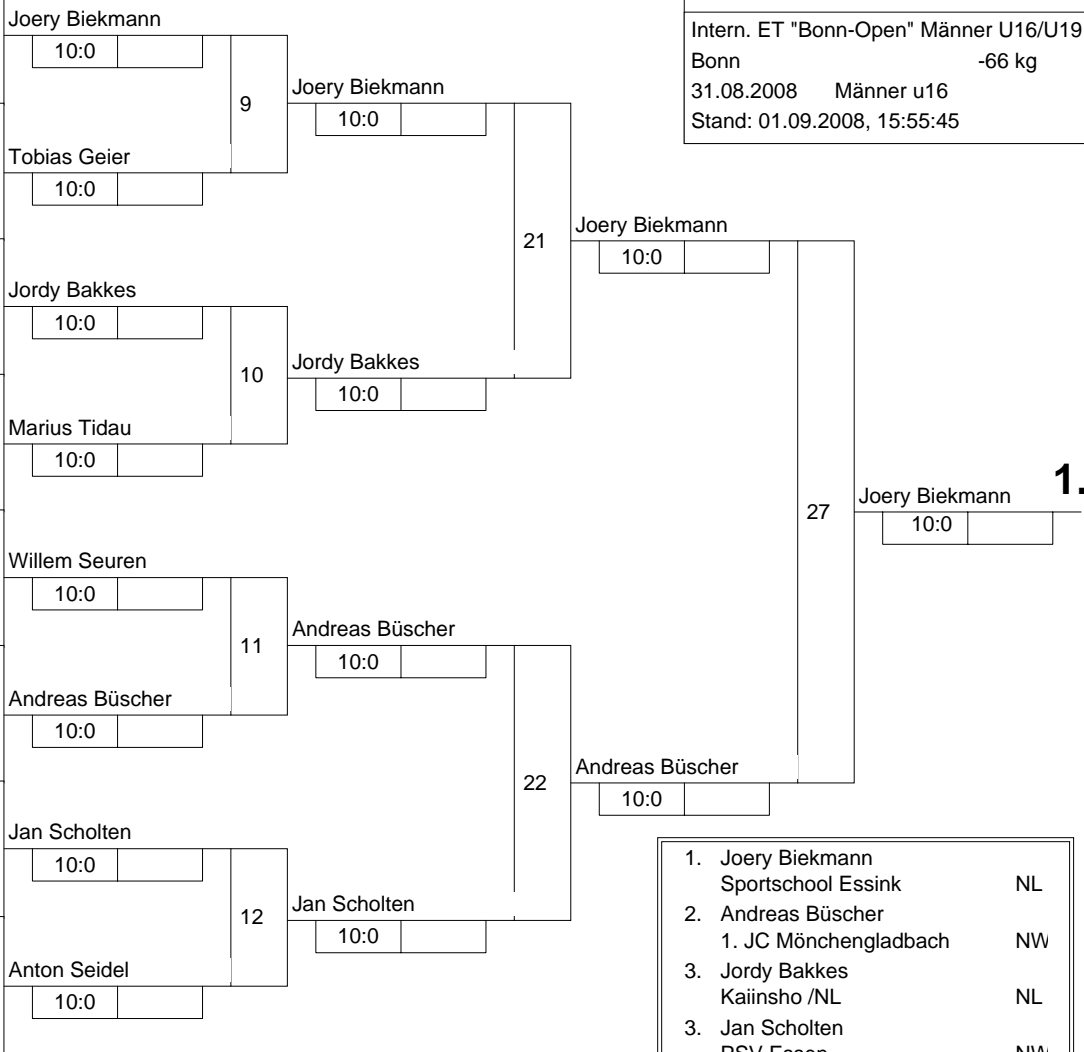 Intern. ET "Bonn-Open" Männer U16/U19
Bonn -66 kg
31.08.2008 Männer u16
Stand: 01.09.2008, 15:55:45
Joery Biekmann
10:0
9
Tobias Geier
10:0
Jordy Bakkes
10:0
10
Marius Tidau
10:0
Willem Seuren
10:0
11
Andreas Büscher
10:0
Jan Scholten
10:0
12
Anton Seidel
10:0
Joery Biekmann
10:0
21
Jordy Bakkes
10:0
Andreas Büscher
10:0
22
Jan Scholten
10:0
Joery Biekmann
10:0
27
Andreas Büscher
10:0
Joery Biekmann 1.
10:0
1. Joery Biekmann
Sportschool Essink NL
2. Andreas Büscher
1. JC Mönchengladbach NW
3. Jordy Bakkes
Kaiinsho /NL NL
3. Jan Scholten